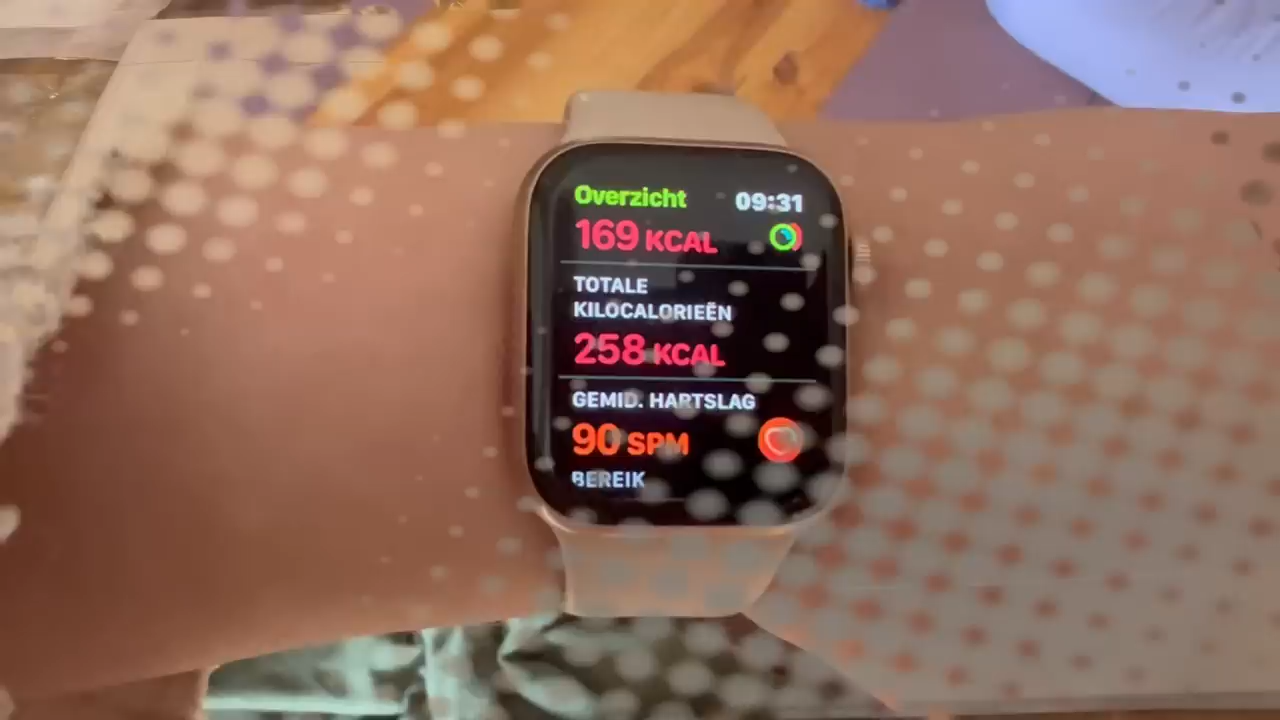 Overzicht 09:31
169 KCAL
TOTALE
KILOCALORIEËN
258 KCAL
GEMID. HARTSLAG
90 SPM
BEREIK